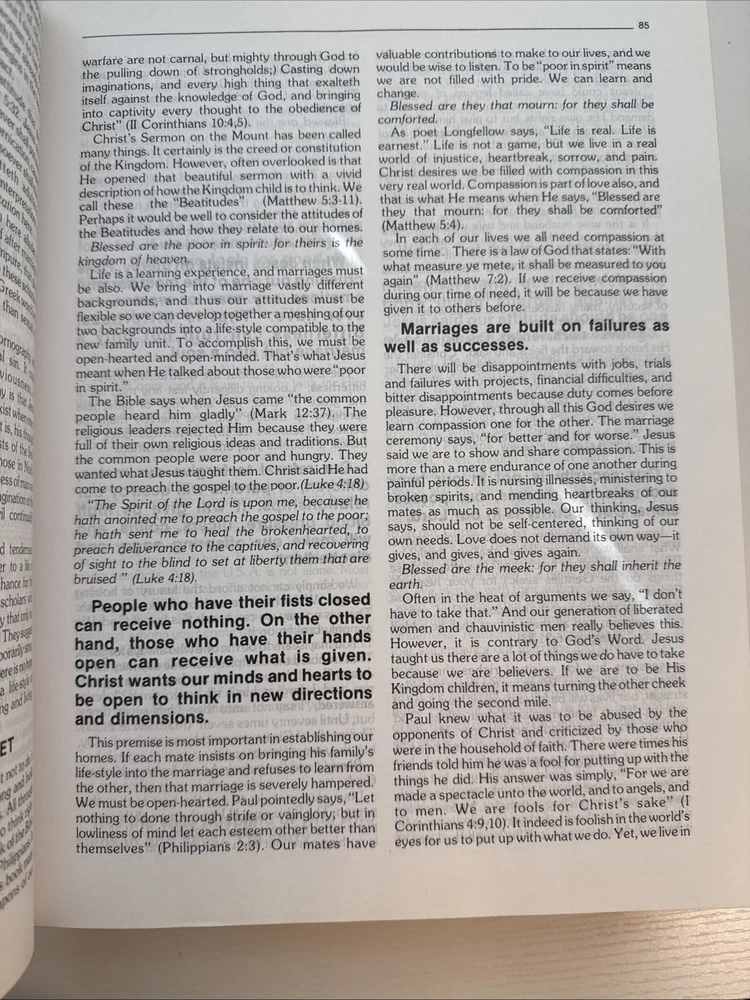 85
warfare are not carnal, but mighty through God to
the pulling down of strongholds;) Casting down
imaginations, and every high thing that exalteth
itself against the knowledge of God, and bringing
into captivity every thought to the obedience of
Christ" (II Corinthians 10:4,5).
Christ's Sermon on the Mount has been called
many things. It certainly is the creed or constitution
of the Kingdom. However, often overlooked is that
He opened that beautiful sermon with a vivid
description of how the Kingdom child is to think. We
call these the "Beatitudes" (Matthew 5:3-11).
Perhaps it would be well to consider the attitudes of
the Beatitudes and how they relate to our homes.
Blessed are the poor in spirit: for theirs is the
kingdom of heaven.
Life is a learning experience, and marriages must
be also. We bring into marriage vastly different
backgrounds, and thus our attitudes must be
flexible so we can develop together a meshing of our
two backgrounds into a life-style compatible to the
new family unit. To accomplish this, we must be
open-hearted and open-minded. That's what Jesus
meant when He talked about those who were "poor
in spirit."
The Bible says when Jesus came "the common
people heard him gladly" (Mark 12:37). The
religious leaders rejected Him because they were
full of their own religious ideas and traditions. But
the common people were poor and hungry. They
wanted what Jesus taught them. Christ said He had
come to preach the gospel to the poor.(Luke 4:18)
"The Spirit of the Lord is upon me, because he
hath anointed me to preach the gospel to the poor;
he hath sent me to heal the brokenhearted, to
preach deliverance to the captives, and recovering
of sight to the blind to set at liberty them that are
bruised" (Luke 4:18).
People who have their fists closed
can receive nothing. On the other
hand, those who have their hands
open can receive what is given.
Christ wants our minds and hearts to
be open to think in new directions
and dimensions.
This premise is most important in establishing our
homes. If each mate insists on bringing his family's
life-style into the marriage and refuses to learn from
the other, then that marriage is severely hampered.
We must be open-hearted. Paul pointedly says, "Let
nothing to done through strife or vainglory; but in
lowliness of mind let each esteem other better than
themselves" (Philippians 2:3). Our mates have
valuable contributions to make to our lives, and we
would be wise to listen. To be "poor in spirit" means
we are not filled with pride. We can learn and
change.
Blessed are they that mourn: for they shall be
comforted.
As poet Longfellow says, "Life is real. Life is
earnest." Life is not a game, but we live in a real
world of injustice, heartbreak, sorrow, and pain.
Christ desires we be filled with compassion in this
very real world. Compassion is part of love also, and
that is what He means when He says, "Blessed are
they that mourn: for they shall be comforted"
(Matthew 5:4).
In each of our lives we all need compassion at
some time. There is a law of God that states: "With
what measure ye mete, it shall be measured to you
again" (Matthew 7:2). If we receive compassion
during our time of need, it will be because we have
given it to others before.
Marriages are built on failures as
well as successes.
There will be disappointments with jobs, trials
and failures with projects, financial difficulties, and
bitter disappointments because duty comes before
pleasure. However, through all this God desires we
learn compassion one for the other. The marriage
ceremony says, "for better and for worse." Jesus
said we are to show and share compassion. This is
more than a mere endurance of one another during
painful periods. It is nursing illnesses, ministering to
broken spirits, and mending heartbreaks of our
mates as much as possible. Our thinking, Jesus
says, should not be self-centered, thinking of our
own needs. Love does not demand its own way—it
gives, and gives, and gives again.
Blessed are the meek: for they shall inherit the
earth.
Often in the heat of arguments we say, "I don't
have to take that." And our generation of liberated
women and chauvinistic men really believes this.
However, it is contrary to God's Word. Jesus
taught us there are a lot of things we do have to take
because we are believers. If we are to be His
Kingdom children, it means turning the other cheek
and going the second mile.
Paul knew what it was to be abused by the
opponents of Christ and criticized by those who
were in the household of faith. There were times his
friends told him he was a fool for putting up with the
things he did. His answer was simply, "For we are
made a spectacle unto the world, and to angels, and
to men. We are fools for Christ's sake" (I
Corinthians 4:9,10). It indeed is foolish in the world's
eyes for us to put up with what we do. Yet, we live in